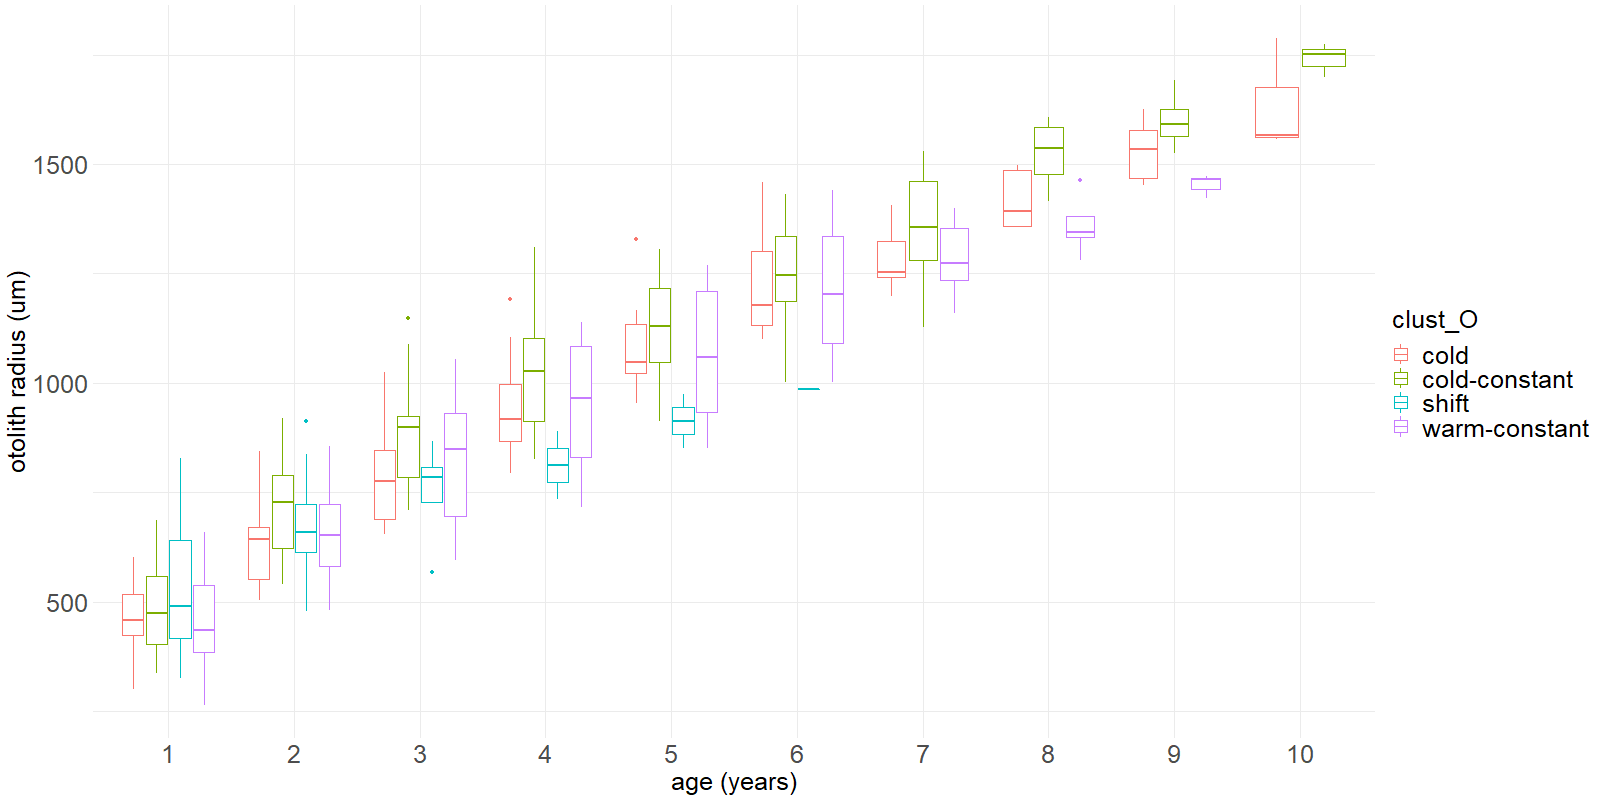 otolith radius (um)
1500
1000
500
1 2 3 4 5 6 7 8 9 10
age (years)
clust_O
cold
cold-constant
shift
warm-constant